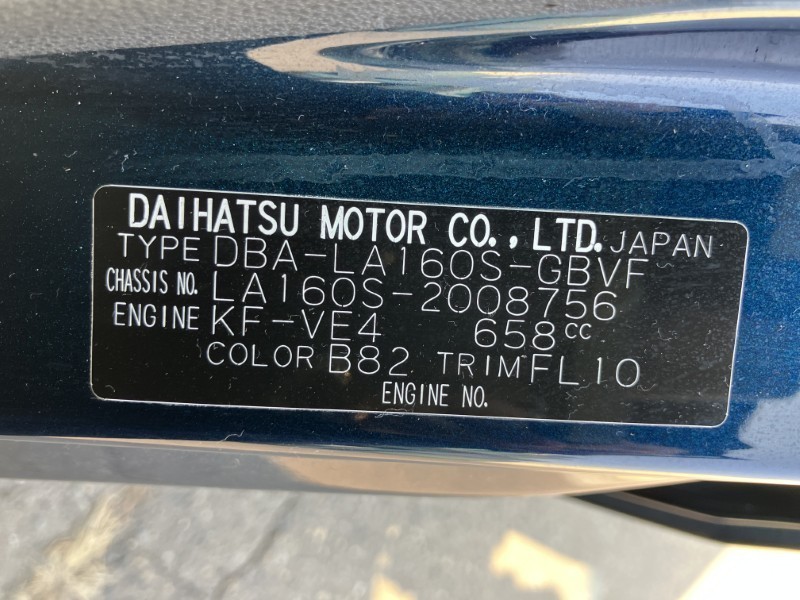 DAIHATSU MOTOR CO., LTD. JAPAN
TYPE DBA-LA160S-GBVF
CHASSIS NO. LA160S-2008756
ENGINE KF-VE4 658cc
COLOR B82 TRIM FL10
ENGINE NO.